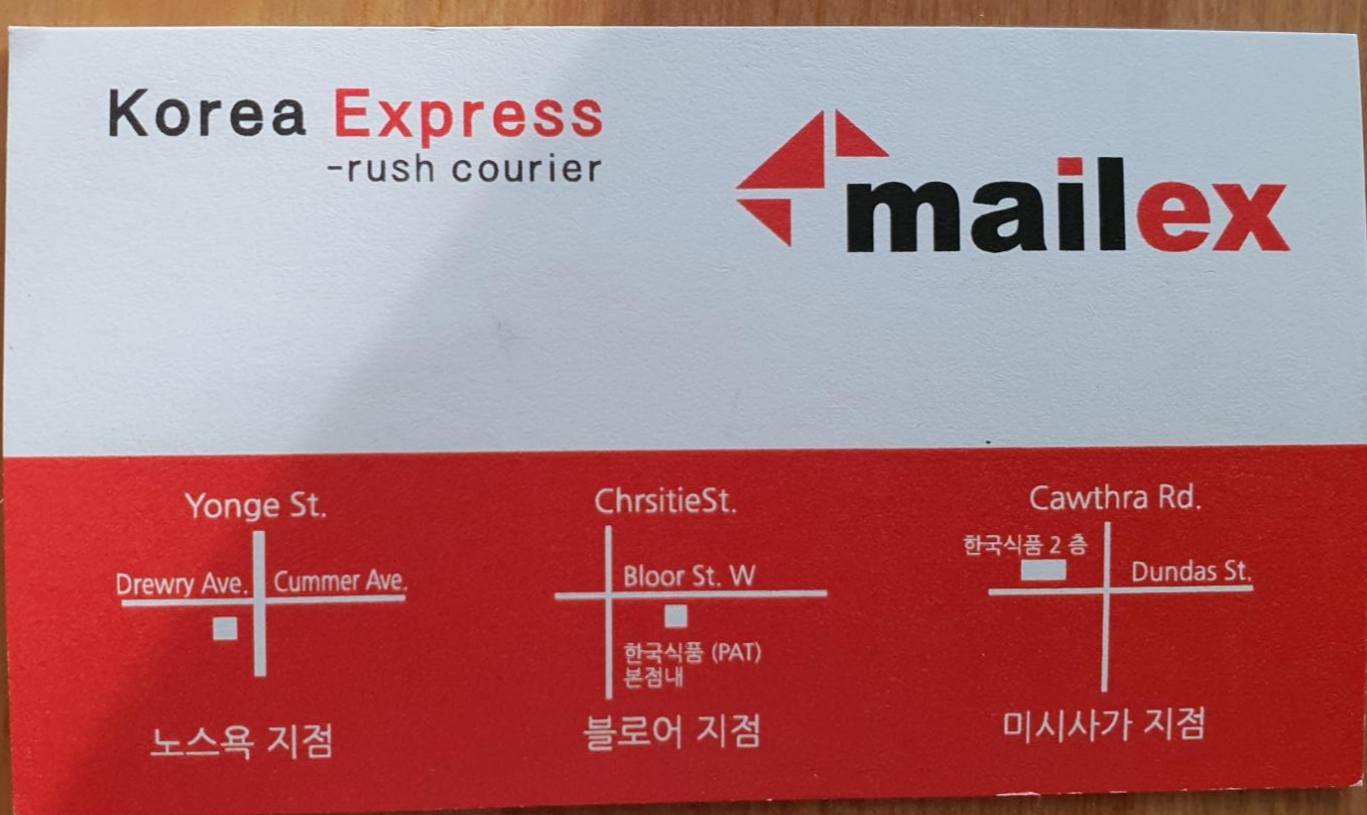 Korea Express
-rush courier
mailex
Yonge St.
Drewry Ave. Cummer Ave.
노스욕 지점
ChrsitieSt.
Bloor St. W
한국식품 (PAT)
본점내
블로어 지점
Cawthra Rd.
한국식품 2 층
Dundas St.
미시사가 지점